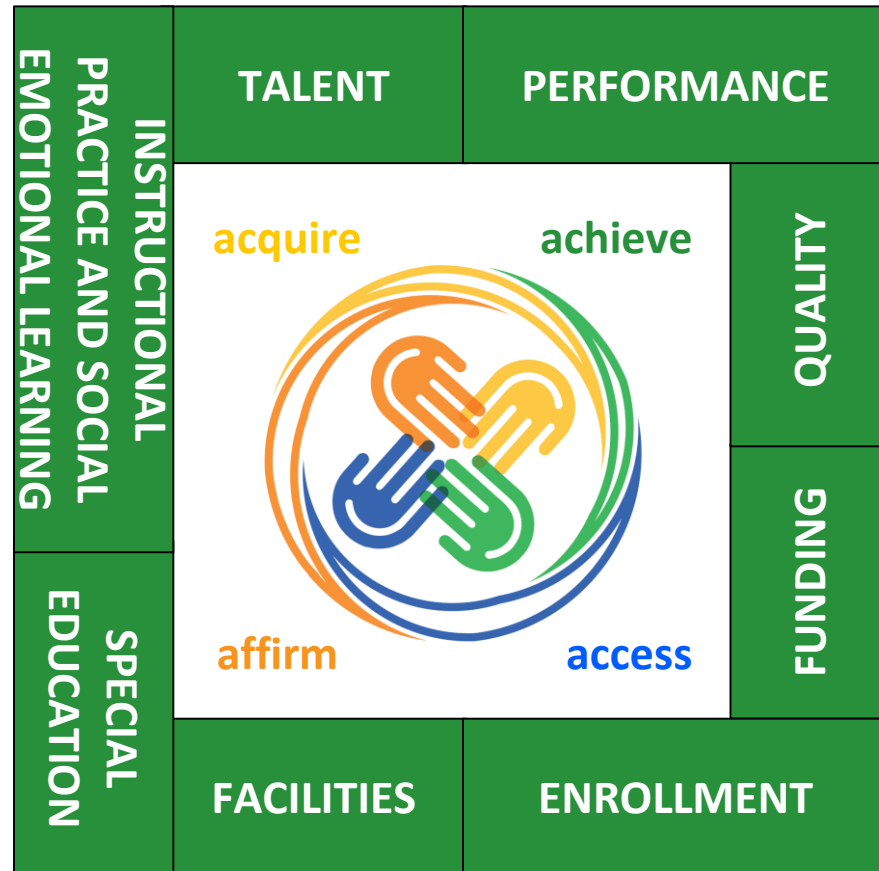 TALENT
PERFORMANCE
INSTRUCTIONAL
PRACTICE AND SOCIAL
EMOTIONAL LEARNING
acquire
achieve
QUALITY
FUNDING
affirm
access
SPECIAL
EDUCATION
FACILITIES
ENROLLMENT